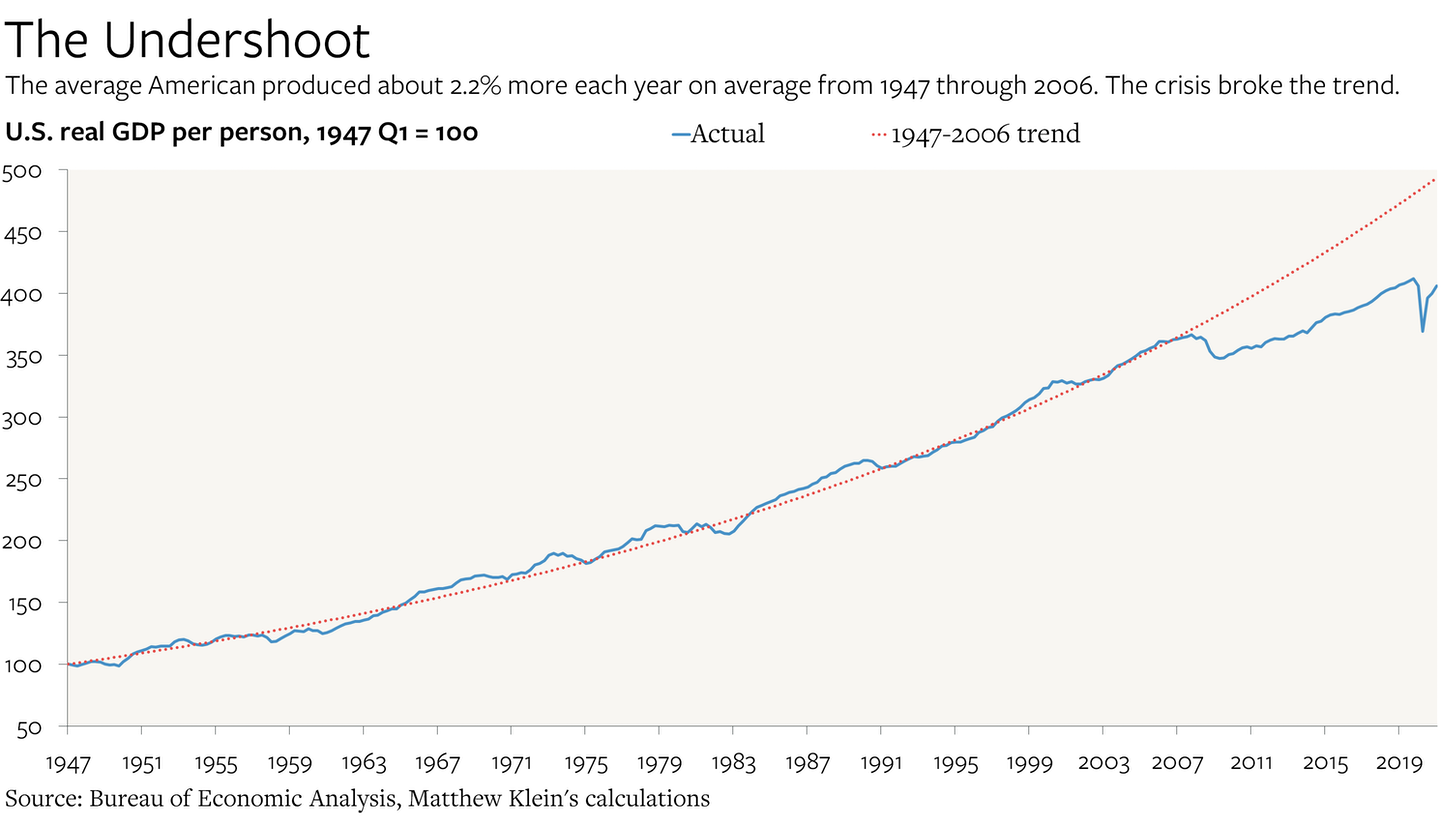 The Undershoot
The average American produced about 2.2% more each year on average from 1947 through 2006. The crisis broke the trend.
U.S. real GDP per person, 1947 Q1 = 100
Actual
1947-2006 trend
500
450
400
350
300
250
200
150
100
50
1947 1951 1955 1959 1963 1967 1971 1975 1979 1983 1987 1991 1995 1999 2003 2007 2011 2015 2019
Source: Bureau of Economic Analysis, Matthew Klein's calculations